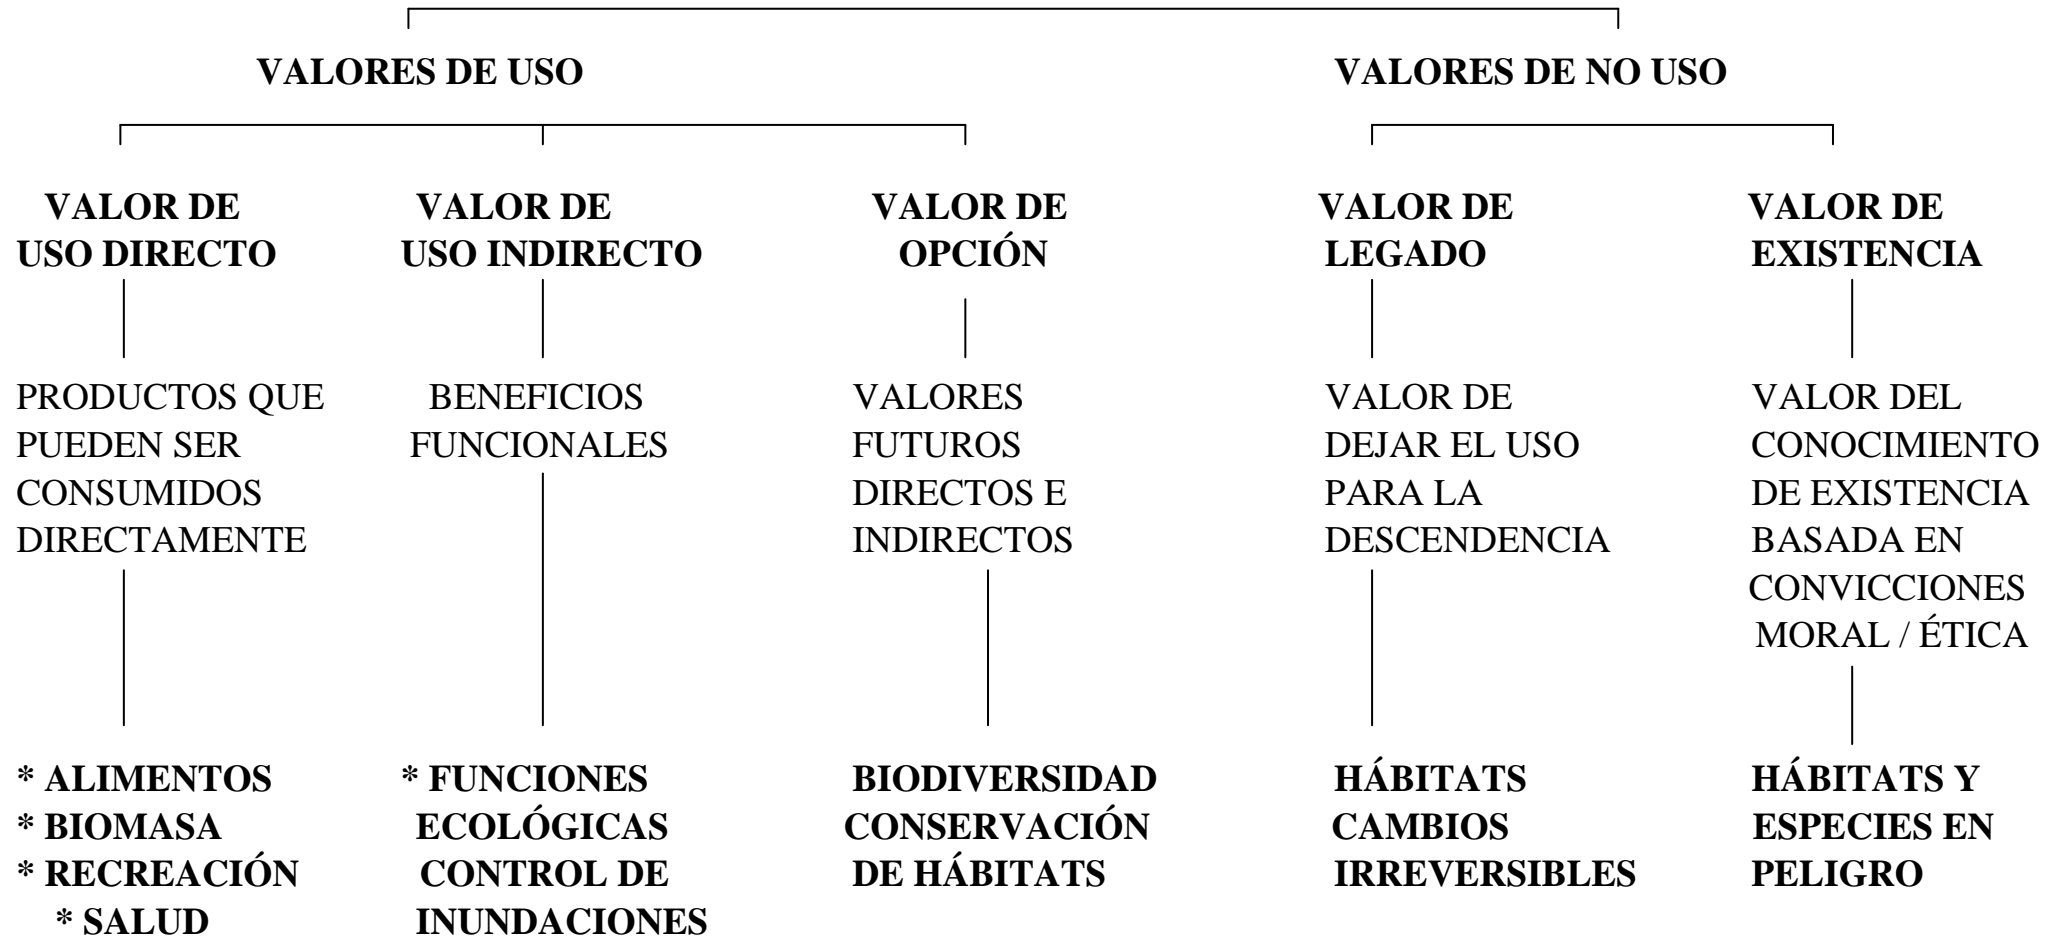 VALORES DE USO
VALORES DE NO USO
VALOR DE
USO DIRECTO
VALOR DE
USO INDIRECTO
VALOR DE
OPCIÓN
VALOR DE
LEGADO
VALOR DE
EXISTENCIA
PRODUCTOS QUE
PUEDEN SER
CONSUMIDOS
DIRECTAMENTE
BENEFICIOS
FUNCIONALES
VALORES
FUTUROS
DIRECTOS E
INDIRECTOS
VALOR DE
DEJAR EL USO
PARA LA
DESCENDENCIA
VALOR DEL
CONOCIMIENTO
DE EXISTENCIA
BASADA EN
CONVICCIONES
MORAL / ÉTICA
* ALIMENTOS
* BIOMASA
* RECREACIÓN
* SALUD
* FUNCIONES
ECOLÓGICAS
CONTROL DE
INUNDACIONES
BIODIVERSIDAD
CONSERVACIÓN
DE HÁBITATS
HÁBITATS
CAMBIOS
IRREVERSIBLES
HÁBITATS Y
ESPECIES EN
PELIGRO